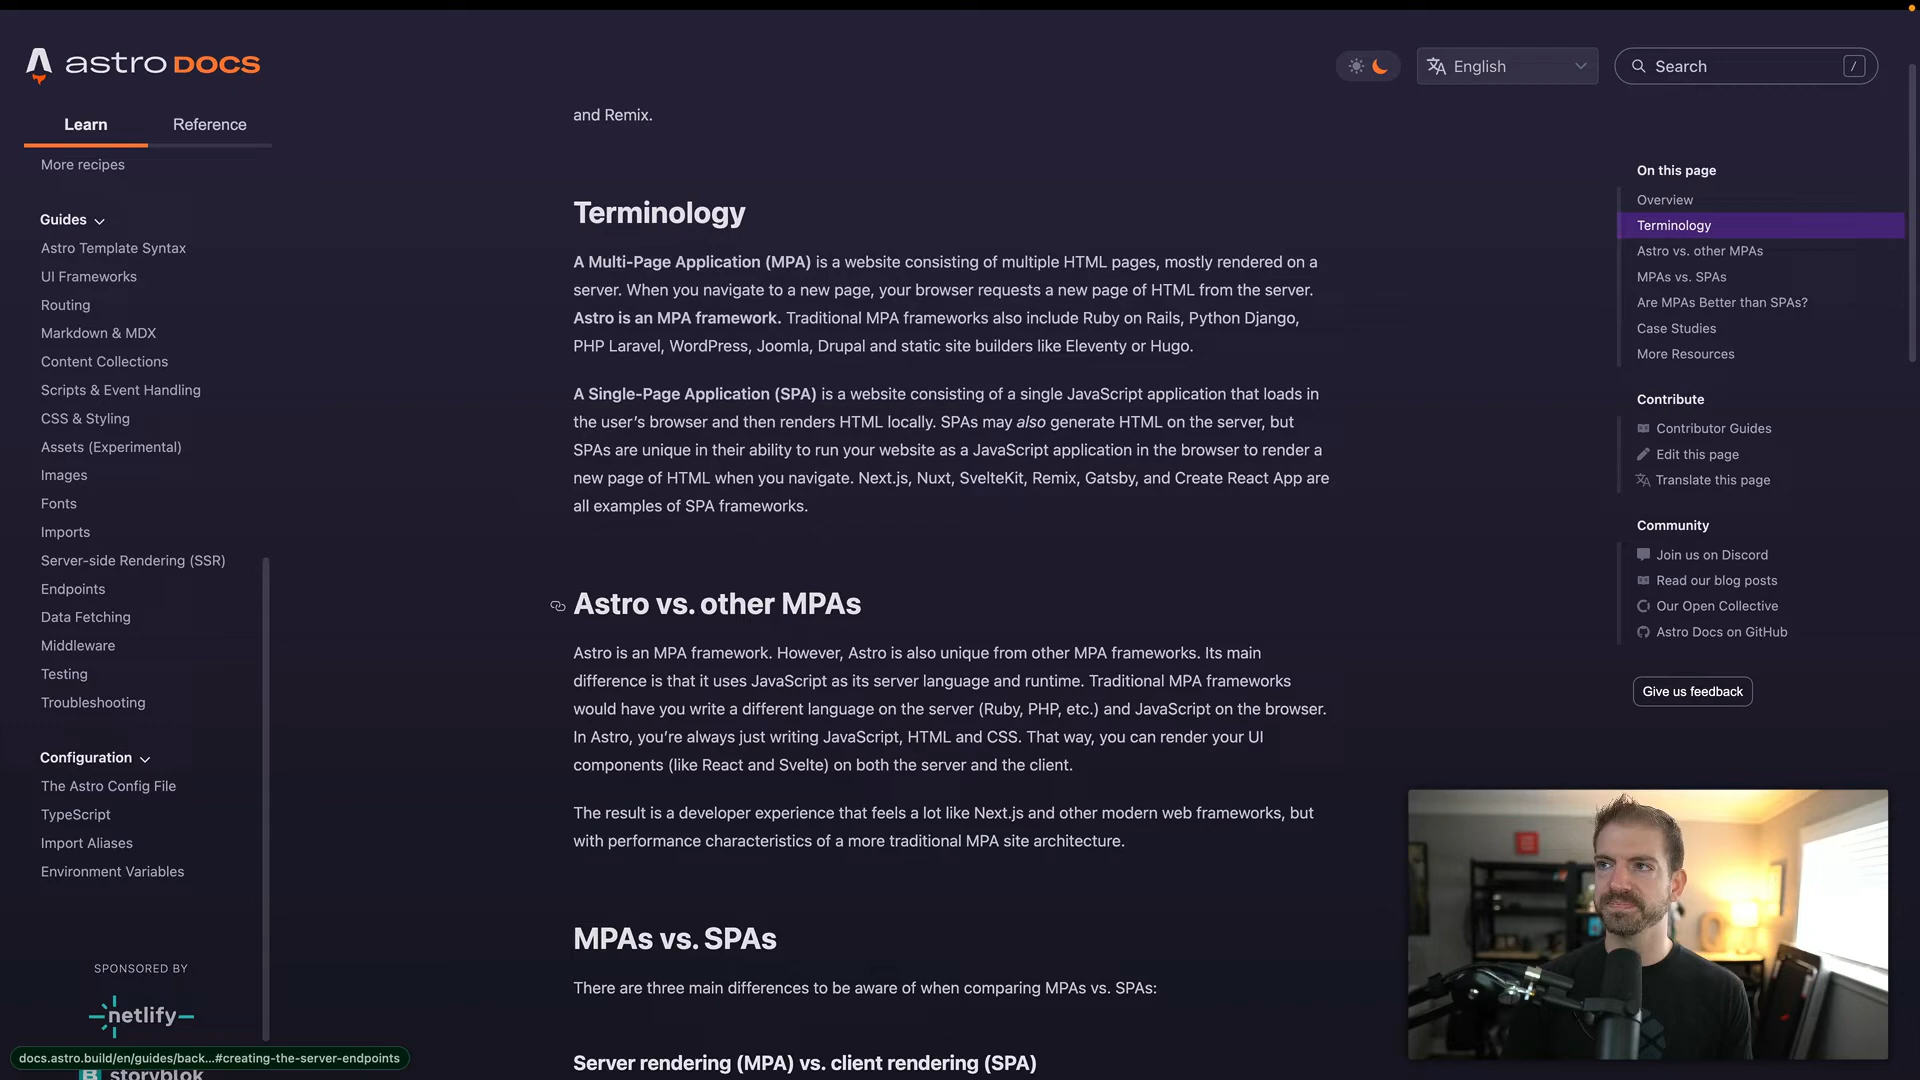 astro DOCS
English
Search
/
Learn
Reference
More recipes
Guides
Astro Template Syntax
UI Frameworks
Routing
Markdown & MDX
Content Collections
Scripts & Event Handling
CSS & Styling
Assets (Experimental)
Images
Fonts
Imports
Server-side Rendering (SSR)
Endpoints
Data Fetching
Middleware
Testing
Troubleshooting
Configuration
The Astro Config File
TypeScript
Import Aliases
Environment Variables
SPONSORED BY
netlify
docs.astro.build/en/guides/back...#creating-the-server-endpoints
storyblok
and Remix.
Terminology
A Multi-Page Application (MPA) is a website consisting of multiple HTML pages, mostly rendered on a
server. When you navigate to a new page, your browser requests a new page of HTML from the server.
Astro is an MPA framework. Traditional MPA frameworks also include Ruby on Rails, Python Django,
PHP Laravel, WordPress, Joomla, Drupal and static site builders like Eleventy or Hugo.
A Single-Page Application (SPA) is a website consisting of a single JavaScript application that loads in
the user’s browser and then renders HTML locally. SPAs may also generate HTML on the server, but
SPAs are unique in their ability to run your website as a JavaScript application in the browser to render a
new page of HTML when you navigate. Next.js, Nuxt, SvelteKit, Remix, Gatsby, and Create React App are
all examples of SPA frameworks.
Astro vs. other MPAs
Astro is an MPA framework. However, Astro is also unique from other MPA frameworks. Its main
difference is that it uses JavaScript as its server language and runtime. Traditional MPA frameworks
would have you write a different language on the server (Ruby, PHP, etc.) and JavaScript on the browser.
In Astro, you’re always just writing JavaScript, HTML and CSS. That way, you can render your UI
components (like React and Svelte) on both the server and the client.
The result is a developer experience that feels a lot like Next.js and other modern web frameworks, but
with performance characteristics of a more traditional MPA site architecture.
MPAs vs. SPAs
There are three main differences to be aware of when comparing MPAs vs. SPAs:
Server rendering (MPA) vs. client rendering (SPA)
On this page
Overview
Terminology
Astro vs. other MPAs
MPAs vs. SPAs
Are MPAs Better than SPAs?
Case Studies
More Resources
Contribute
Contributor Guides
Edit this page
Translate this page
Community
Join us on Discord
Read our blog posts
Our Open Collective
Astro Docs on GitHub
Give us feedback